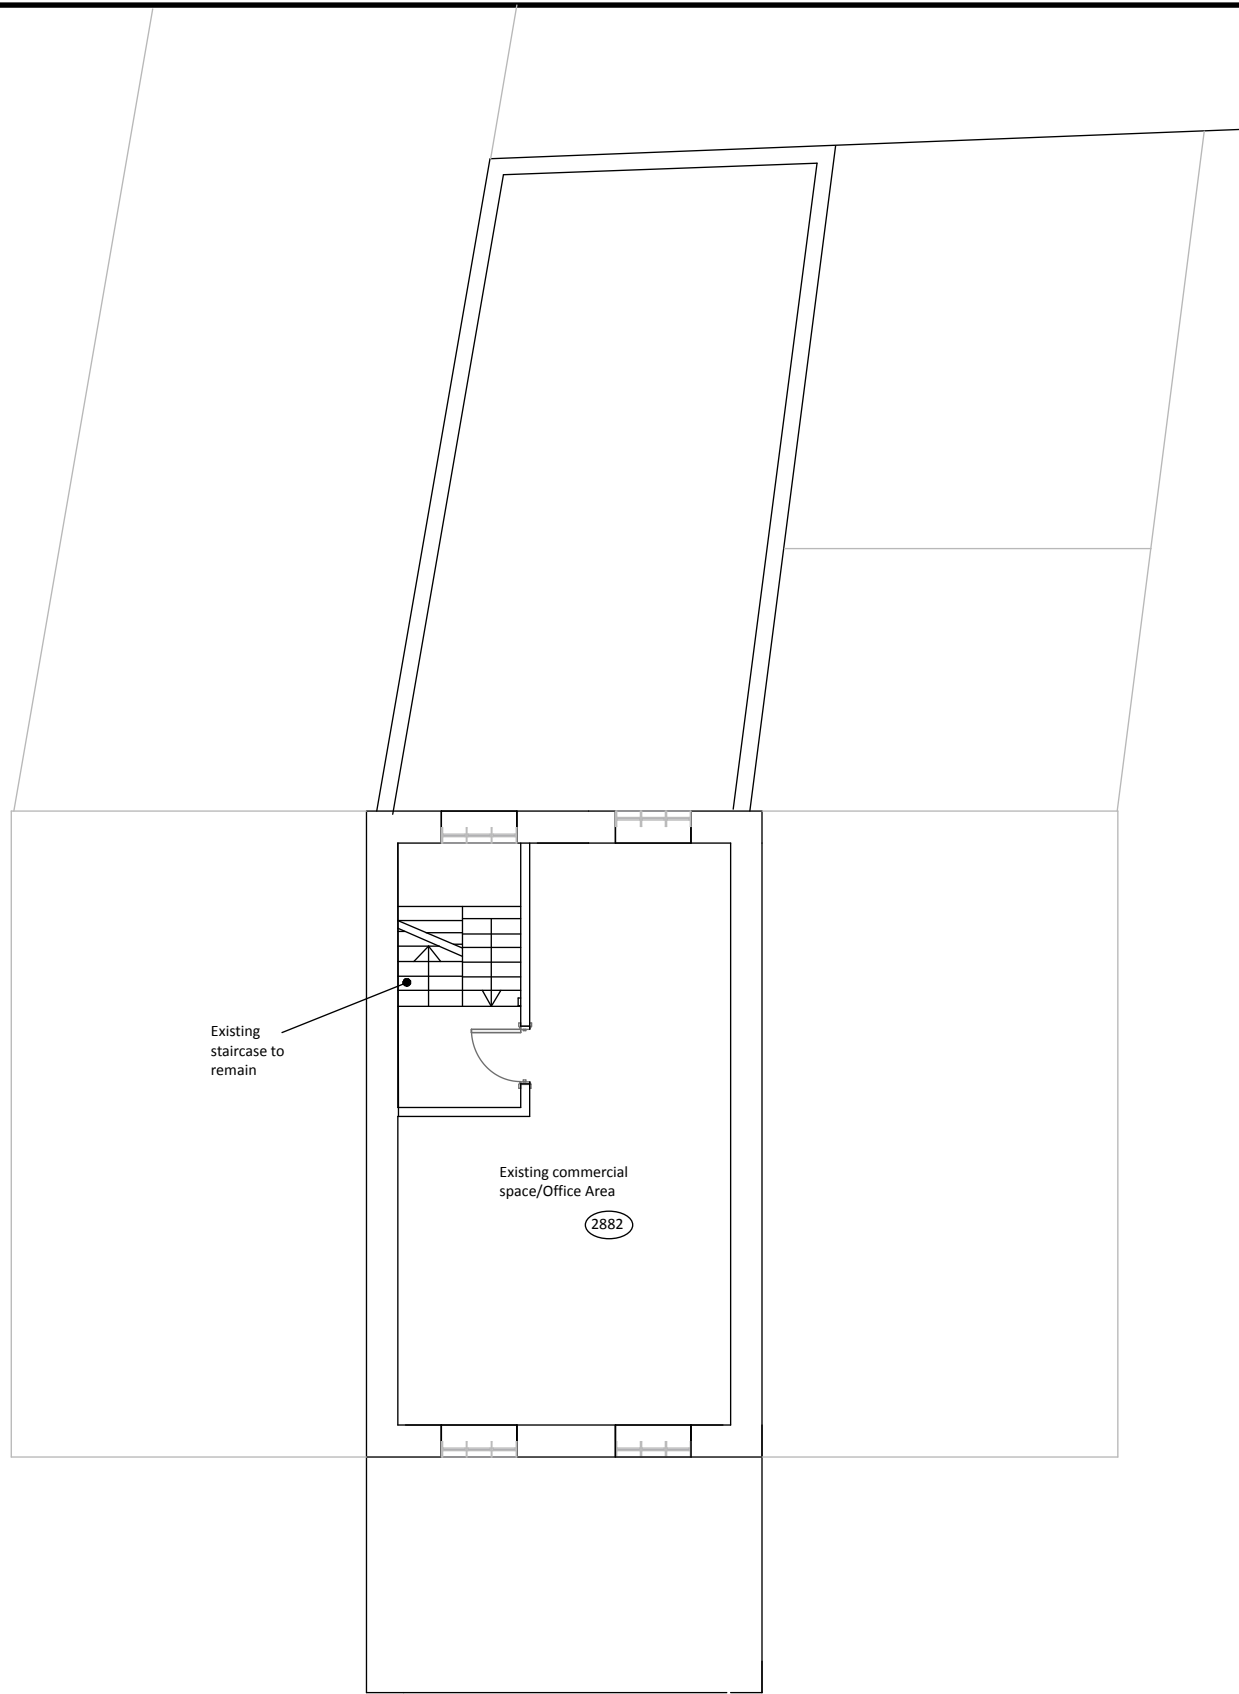 Existing
staircase to
remain
Existing commercial
space/Office Area
2882